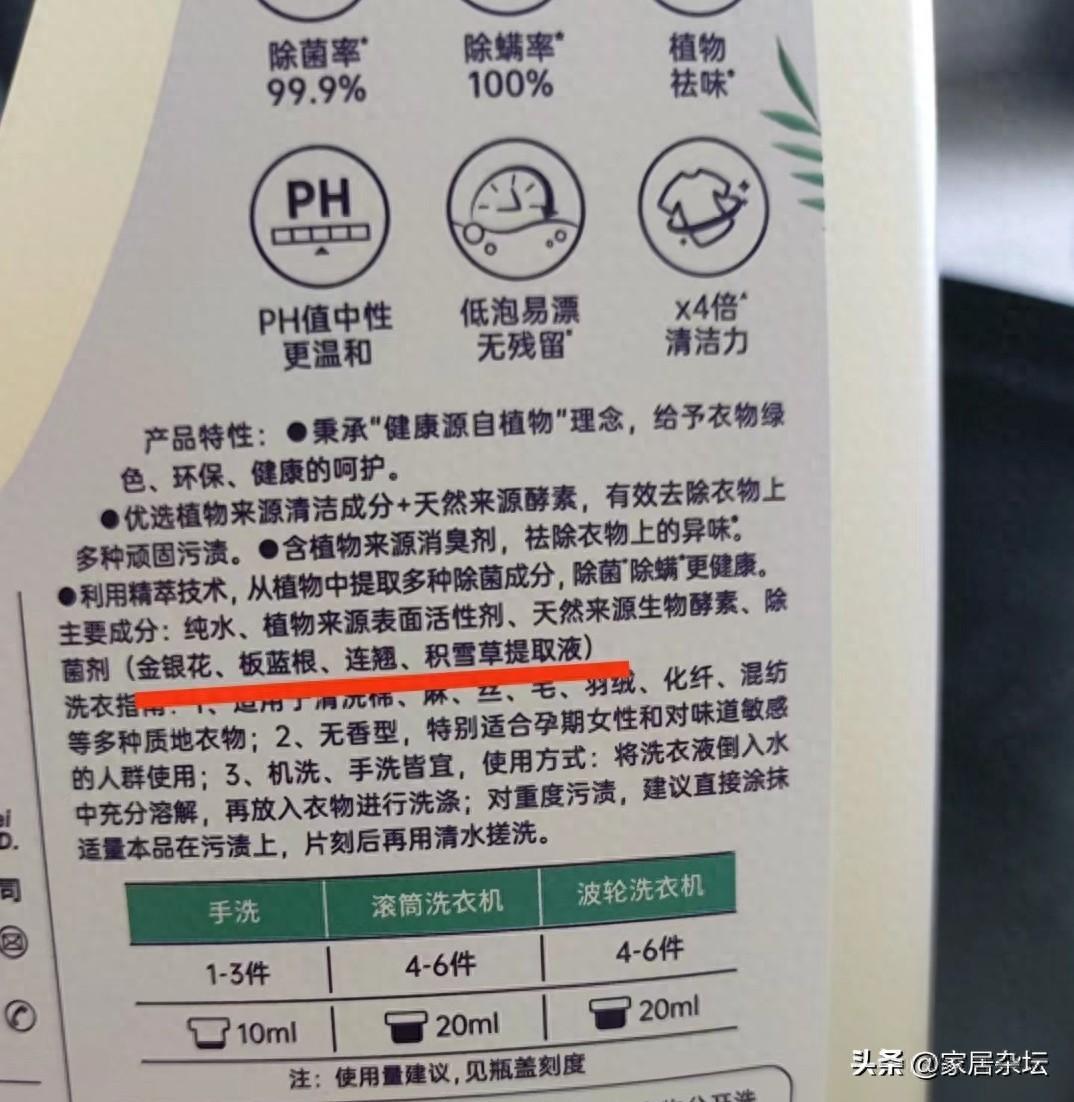 除菌率*
99.9%
除螨率*
100%
植物
祛味*
PH
PH值中性
更温和
低泡易漂
无残留*
x4倍^
清洁力
产品特性：●秉承“健康源自植物”理念，给予衣物绿
色、环保、健康的呵护。
●优选植物来源清洁成分+天然来源酵素，有效去除衣物上
多种顽固污渍。●含植物来源消臭剂，祛除衣物上的异味*。
●利用精萃技术，从植物中提取多种除菌成分，除菌*除螨*更健康。
主要成分：纯水、植物来源表面活性剂、天然来源生物酵素、除
菌剂（金银花、板蓝根、连翘、积雪草提取液）
洗衣指南：1、适用于清洗棉、麻、丝、毛、羽绒、化纤、混纺
等多种质地衣物；2、无香型，特别适合孕期女性和对味道敏感
的人群使用；3、机洗、手洗皆宜，使用方式：将洗衣液倒入水
中充分溶解，再放入衣物进行洗涤；对重度污渍，建议直接涂抹
适量本品在污渍上，片刻后再用清水搓洗。
手洗 滚筒洗衣机 波轮洗衣机
1-3件 4-6件 4-6件
10ml 20ml 20ml
注：使用量建议，见瓶盖刻度
ei
D.
司
头条 @家居杂坛